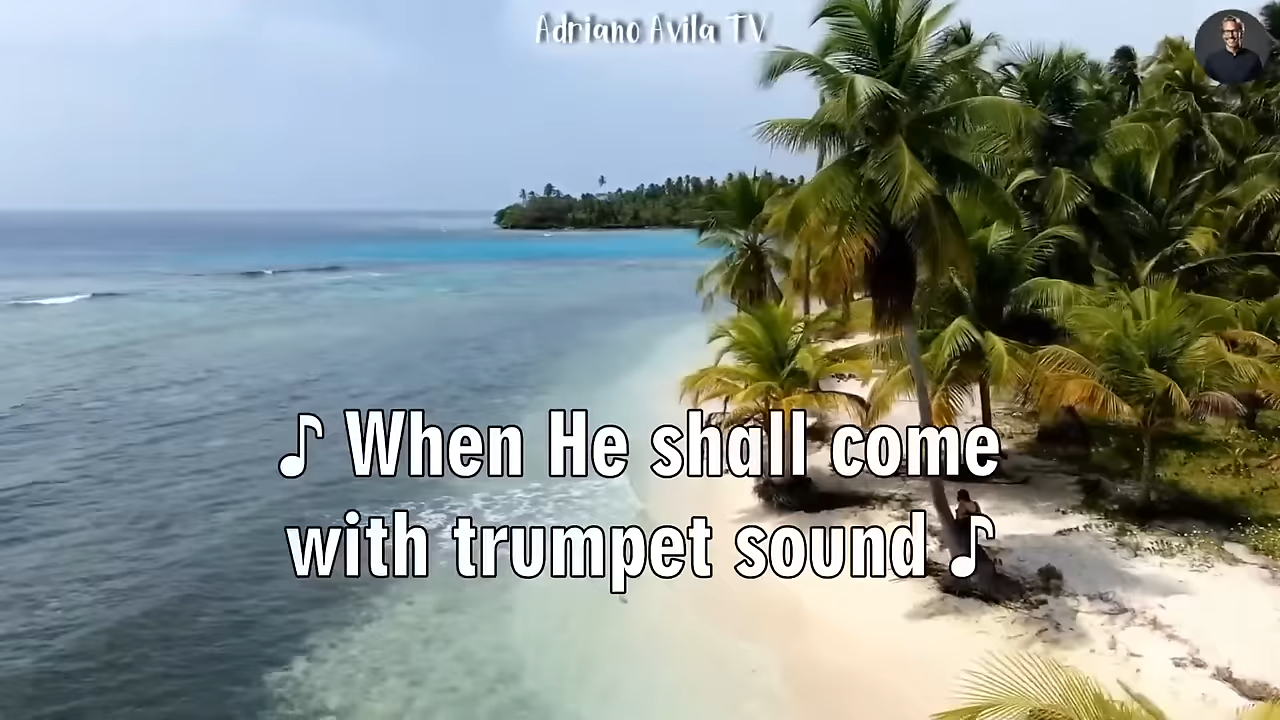 Adriano Avila TV
♪ When He shall come
with trumpet sound ♪